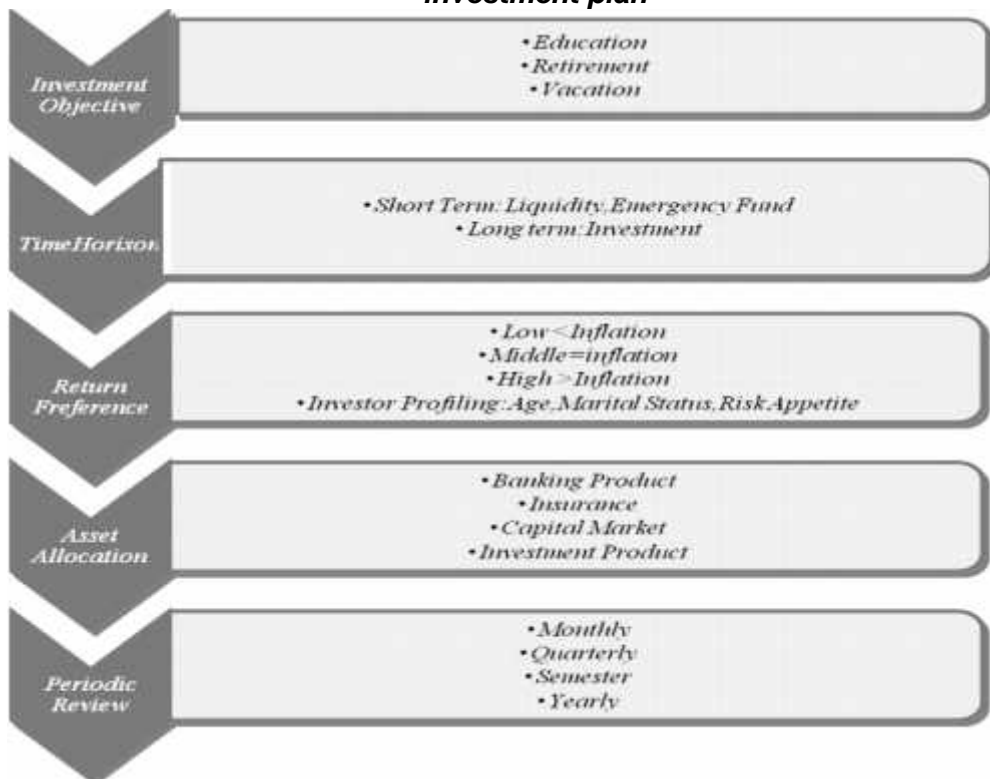 Investment plan
Investment
Objective
• Education
• Retirement
• Vacation
TimeHorizon
• Short Term: Liquidity,Emergency Fund
• Long term:Investment
Return
Freference
• Low<Inflation
• Middle=inflation
• High>Inflation
• Investor Profiling:Age,Marital Status,Risk Appetite
Asset
Allocation
• Banking Product
• Insurance
• Capital Market
• Investment Product
Periodic
Review
• Monthly
• Quarterly
• Semester
• Yearly